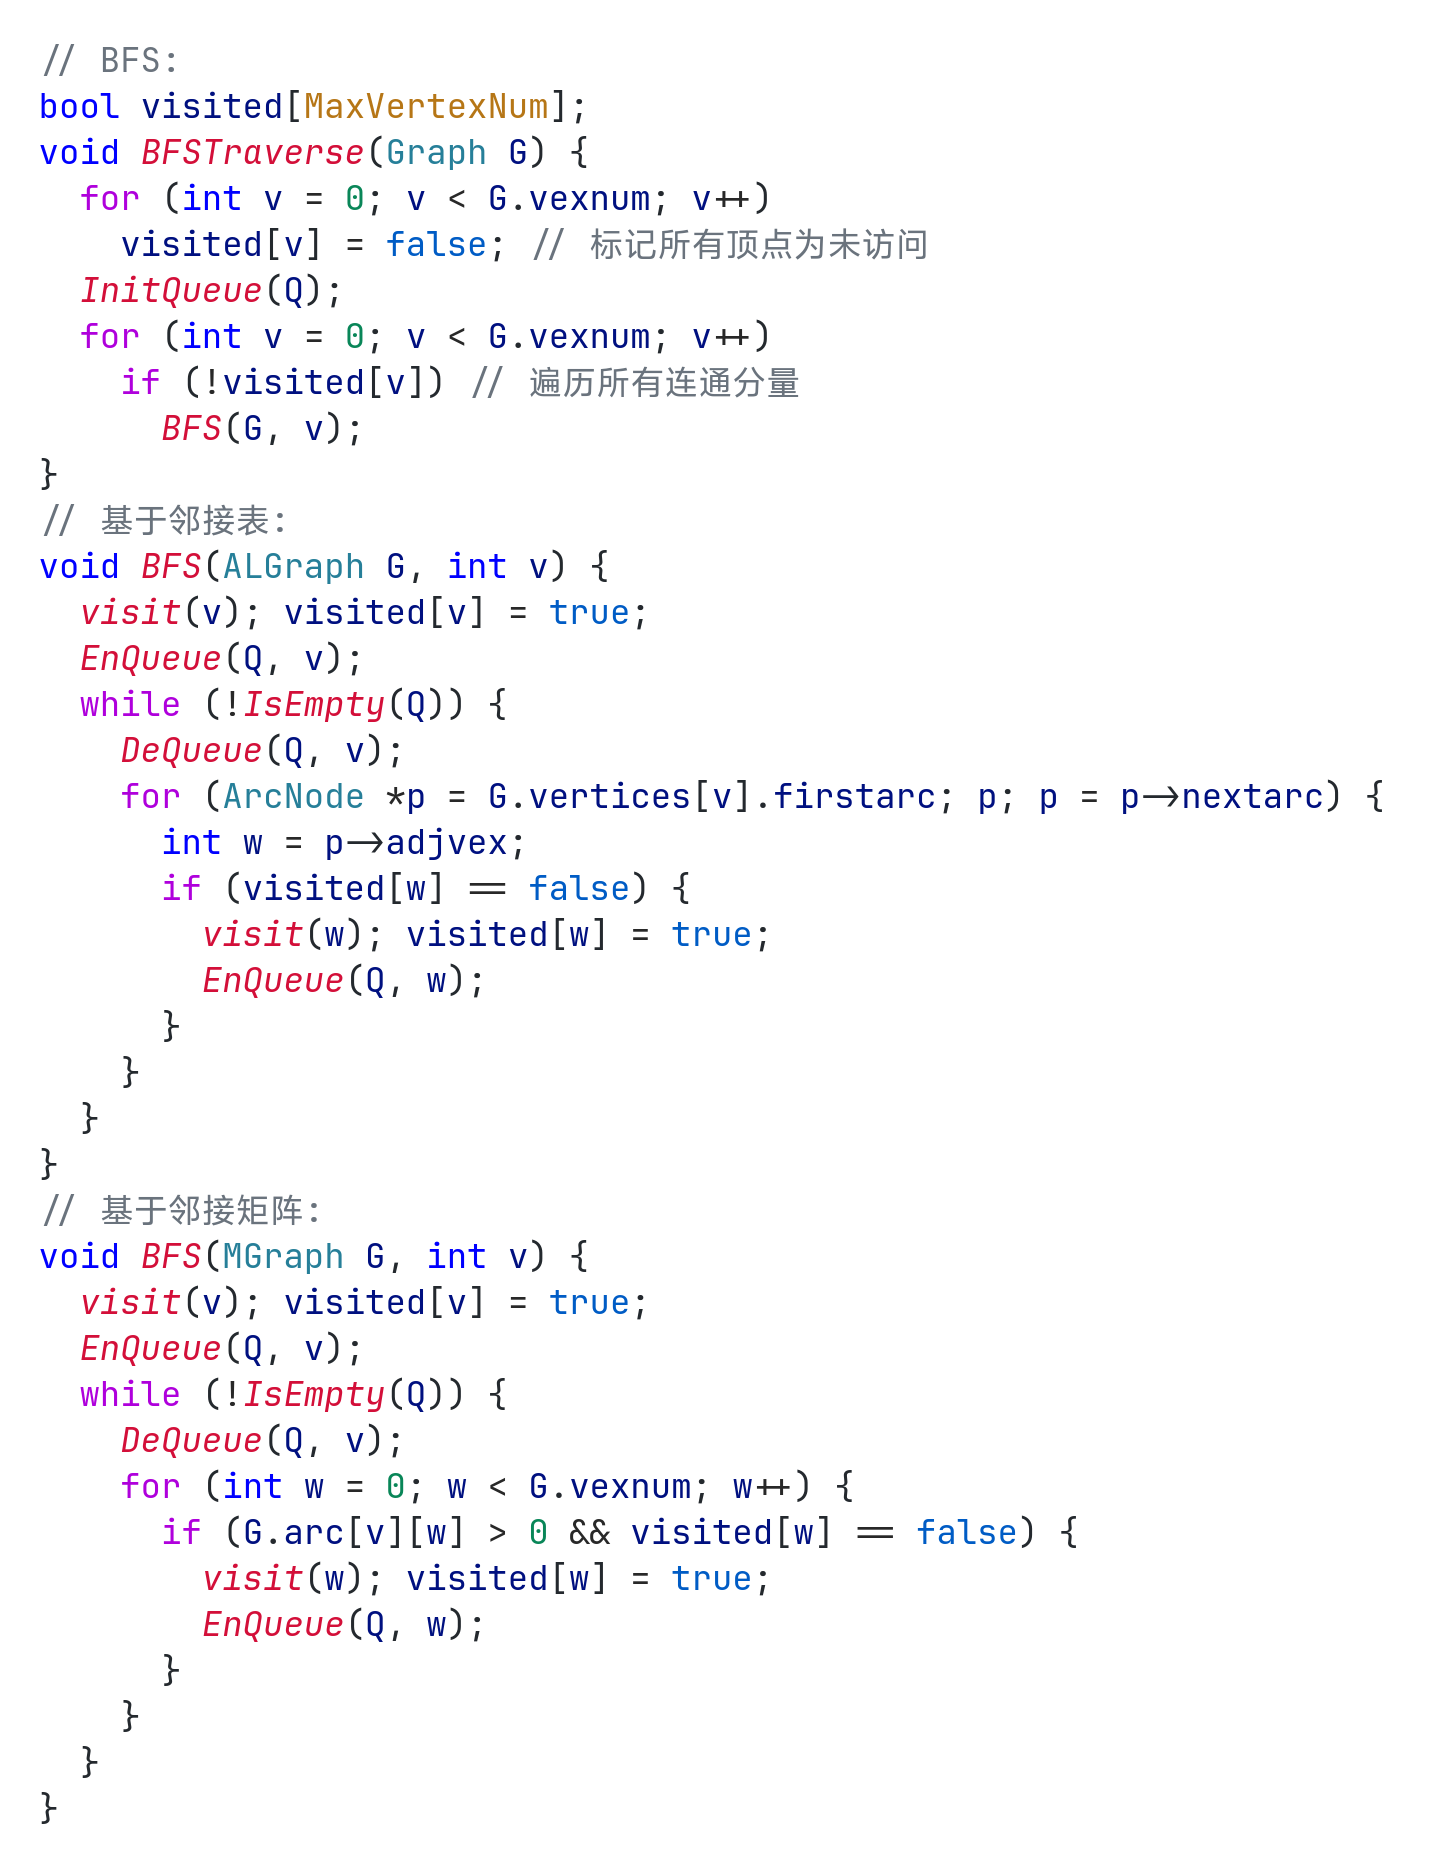 // BFS:
bool visited[MaxVertexNum];
void BFSTraverse(Graph G) {
  for (int v = 0; v < G.vexnum; v++)
    visited[v] = false; // 标记所有顶点为未访问
  InitQueue(Q);
  for (int v = 0; v < G.vexnum; v++)
    if (!visited[v]) // 遍历所有连通分量
      BFS(G, v);
}
// 基于邻接表:
void BFS(ALGraph G, int v) {
  visit(v); visited[v] = true;
  EnQueue(Q, v);
  while (!IsEmpty(Q)) {
    DeQueue(Q, v);
    for (ArcNode *p = G.vertices[v].firstarc; p; p = p->nextarc) {
      int w = p->adjvex;
      if (visited[w] == false) {
        visit(w); visited[w] = true;
        EnQueue(Q, w);
      }
    }
  }
}
// 基于邻接矩阵:
void BFS(MGraph G, int v) {
  visit(v); visited[v] = true;
  EnQueue(Q, v);
  while (!IsEmpty(Q)) {
    DeQueue(Q, v);
    for (int w = 0; w < G.vexnum; w++) {
      if (G.arc[v][w] > 0 && visited[w] == false) {
        visit(w); visited[w] = true;
        EnQueue(Q, w);
      }
    }
  }
}